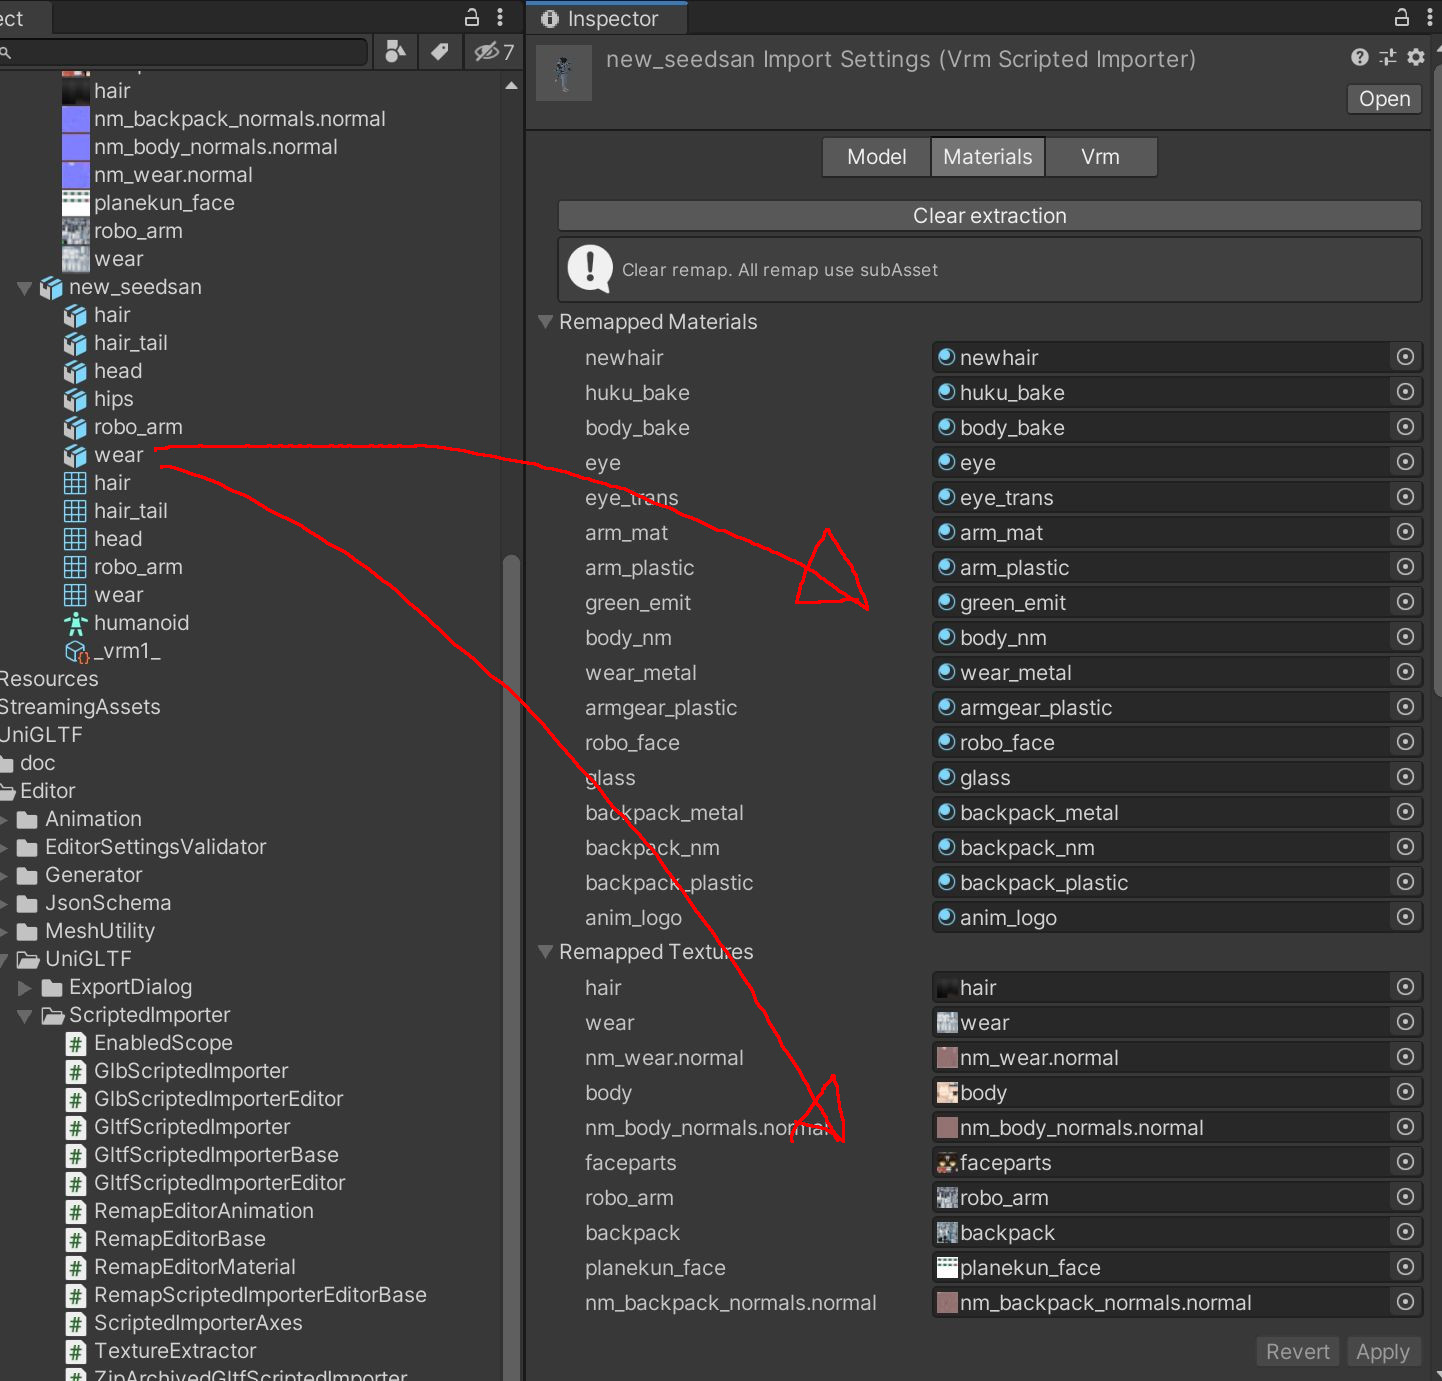 ect
7
hair
nm_backpack_normals.normal
nm_body_normals.normal
nm_wear.normal
planekun_face
robo_arm
wear
new_seedsan
hair
hair_tail
head
hips
robo_arm
wear
hair
hair_tail
head
robo_arm
wear
humanoid
_vrm1_
Resources
StreamingAssets
UniGLTF
doc
Editor
Animation
EditorSettingsValidator
Generator
JsonSchema
MeshUtility
UniGLTF
ExportDialog
ScriptedImporter
EnabledScope
GlbScriptedImporter
GlbScriptedImporterEditor
GltfScriptedImporter
GltfScriptedImporterBase
GltfScriptedImporterEditor
RemapEditorAnimation
RemapEditorBase
RemapEditorMaterial
RemapScriptedImporterEditorBase
ScriptedImporterAxes
TextureExtractor
ZipArchivedGltfScriptedImporter
Inspector
new_seedsan Import Settings (Vrm Scripted Importer)
Open
Model Materials Vrm
Clear extraction
Clear remap. All remap use subAsset
Remapped Materials
newhair newhair
huku_bake huku_bake
body_bake body_bake
eye eye
eye_trans eye_trans
arm_mat arm_mat
arm_plastic arm_plastic
green_emit green_emit
body_nm body_nm
wear_metal wear_metal
armgear_plastic armgear_plastic
robo_face robo_face
glass glass
backpack_metal backpack_metal
backpack_nm backpack_nm
backpack_plastic backpack_plastic
anim_logo anim_logo
Remapped Textures
hair hair
wear wear
nm_wear.normal nm_wear.normal
body body
nm_body_normals.normal nm_body_normals.normal
faceparts faceparts
robo_arm robo_arm
backpack backpack
planekun_face planekun_face
nm_backpack_normals.normal nm_backpack_normals.normal
Revert Apply